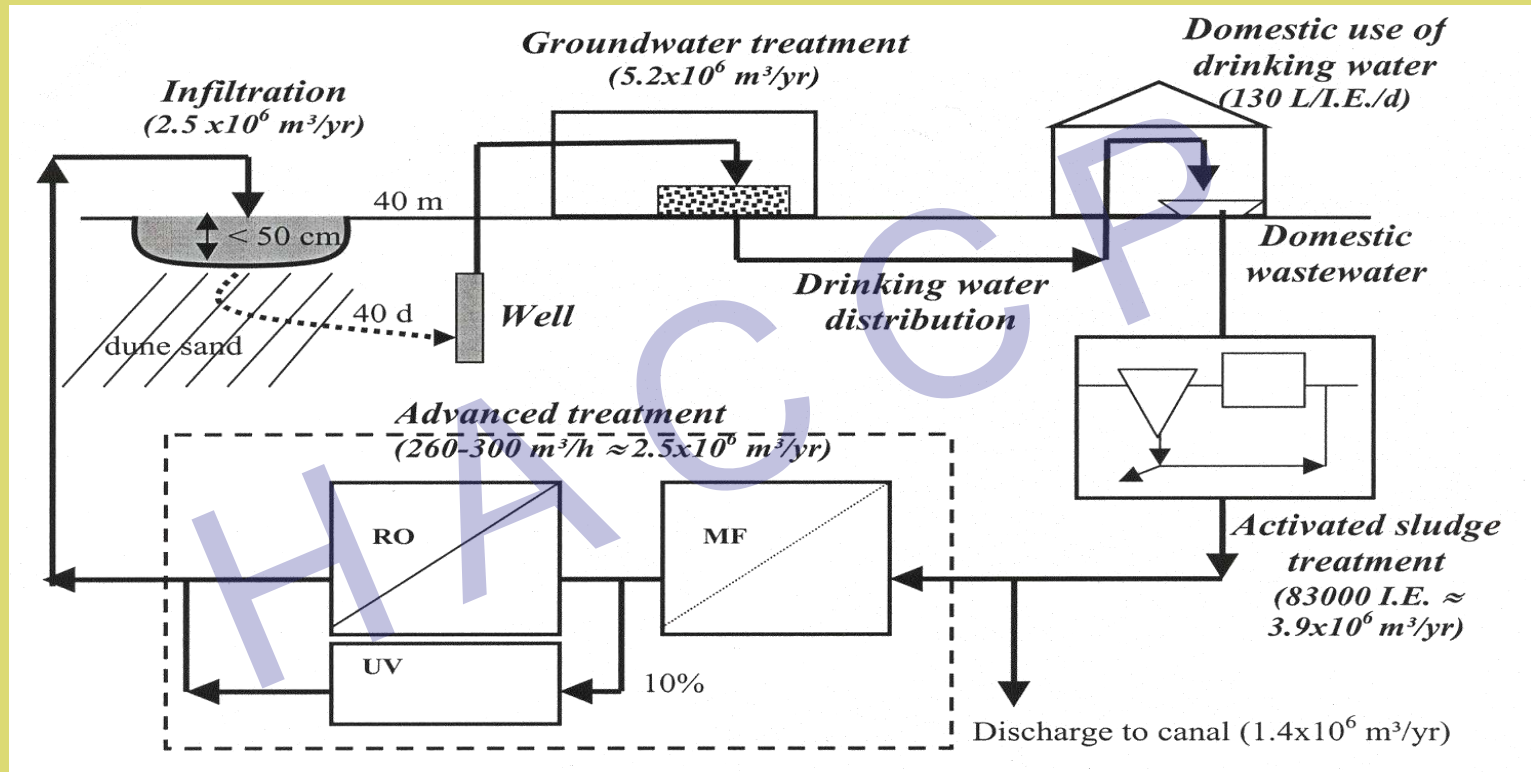 Groundwater treatment
(5.2x10⁶ m³/yr)
Domestic use of
drinking water
(130 L/I.E./d)
Infiltration
(2.5 x10⁶ m³/yr)
40 m
< 50 cm
40 d
dune sand
Well
Drinking water
distribution
Domestic
wastewater
Advanced treatment
(260-300 m³/h ≈2.5x10⁶ m³/yr)
RO
MF
UV
10%
Activated sludge
treatment
(83000 I.E. ≈
3.9x10⁶ m³/yr)
Discharge to canal (1.4x10⁶ m³/yr)
HACCP